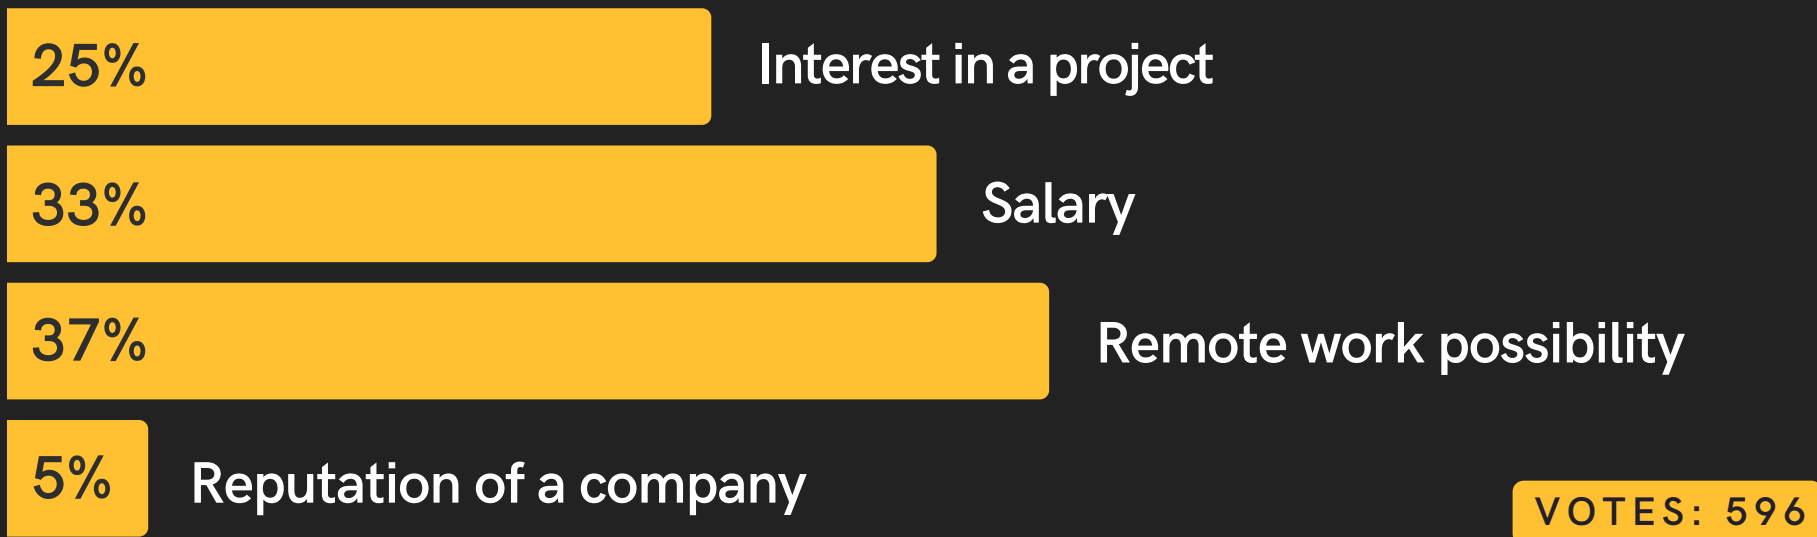 25% Interest in a project
33% Salary
37% Remote work possibility
5% Reputation of a company
VOTES: 596